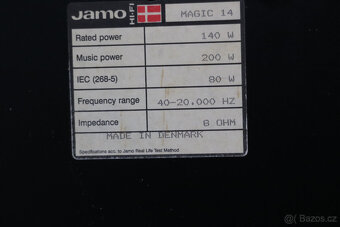 Jamo HI-FI MAGIC 14
Rated power 140 W
Music power 200 W
IEC (268-5) 80 W
Frequency range 40-20.000 HZ
Impedance 6 OHM
MADE IN DENMARK
Specifications acc. to Jamo Real Life Test Method
Bazos.cz